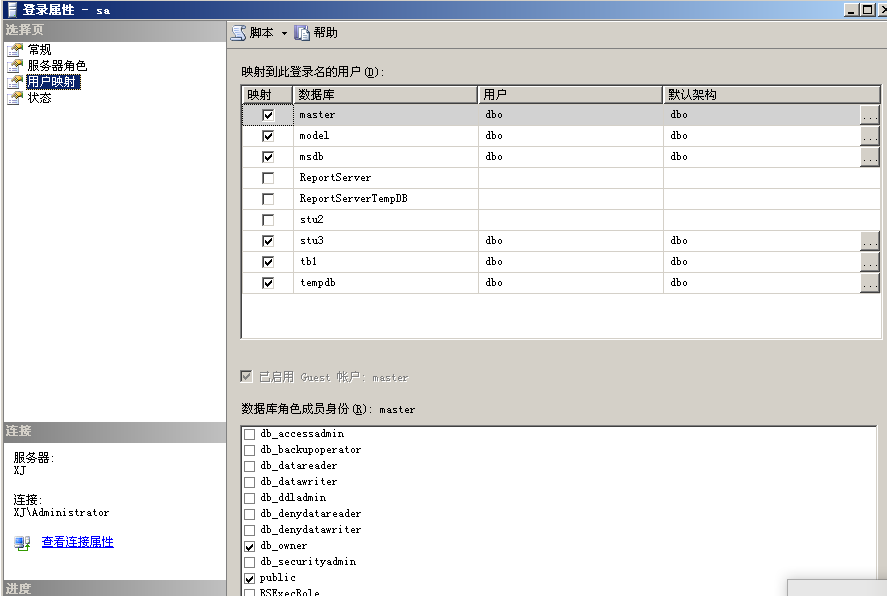 登录属性 - sa
选择页
常规
服务器角色
用户映射
状态
连接
服务器:
XJ
连接:
XJ\Administrator
查看连接属性
进度
脚本 帮助
映射到此登录名的用户(D):
映射 数据库 用户 默认架构
master dbo dbo ...
model dbo dbo ...
msdb dbo dbo ...
ReportServer
ReportServerTempDB
stu2
stu3 dbo dbo ...
tb1 dbo dbo ...
tempdb dbo dbo ...
已启用 Guest 帐户: master
数据库角色成员身份(R): master
db_accessadmin
db_backupoperator
db_datareader
db_datawriter
db_ddladmin
db_denydatareader
db_denydatawriter
db_owner
db_securityadmin
public
RSExecRole